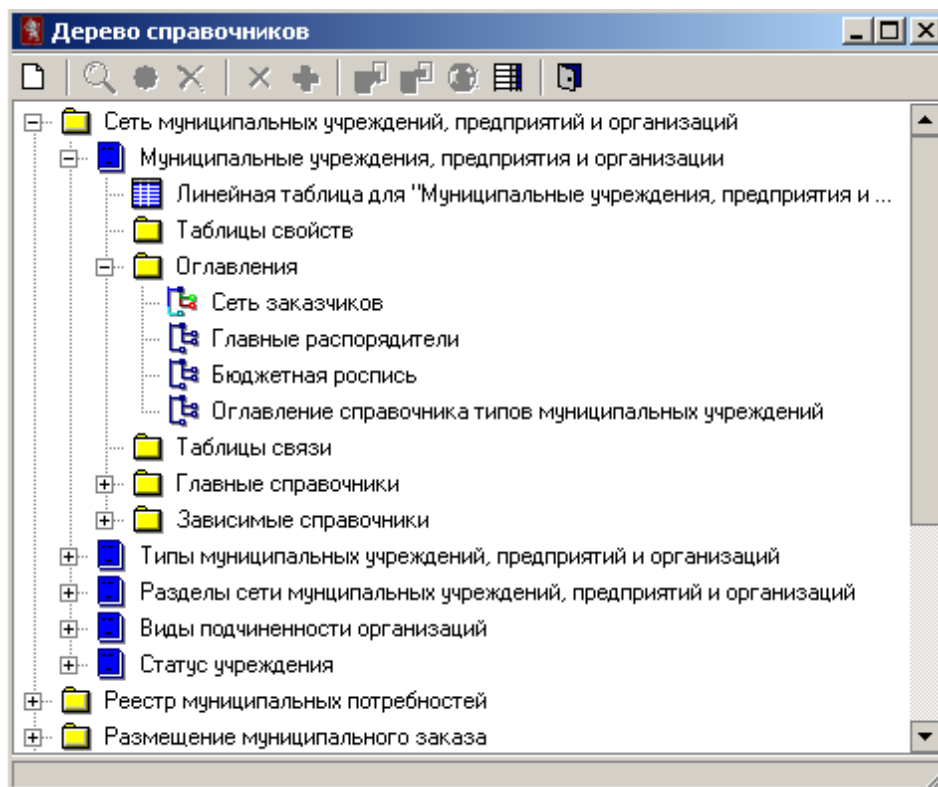 Дерево справочников
Сеть муниципальных учреждений, предприятий и организаций
Муниципальные учреждения, предприятия и организации
Линейная таблица для "Муниципальные учреждения, предприятия и ...
Таблицы свойств
Оглавления
Сеть заказчиков
Главные распорядители
Бюджетная роспись
Оглавление справочника типов муниципальных учреждений
Таблицы связи
Главные справочники
Зависимые справочники
Типы муниципальных учреждений, предприятий и организаций
Разделы сети мунципальных учреждений, предприятий и организаций
Виды подчиненности организаций
Статус учреждения
Реестр муниципальных потребностей
Размещение муниципального заказа